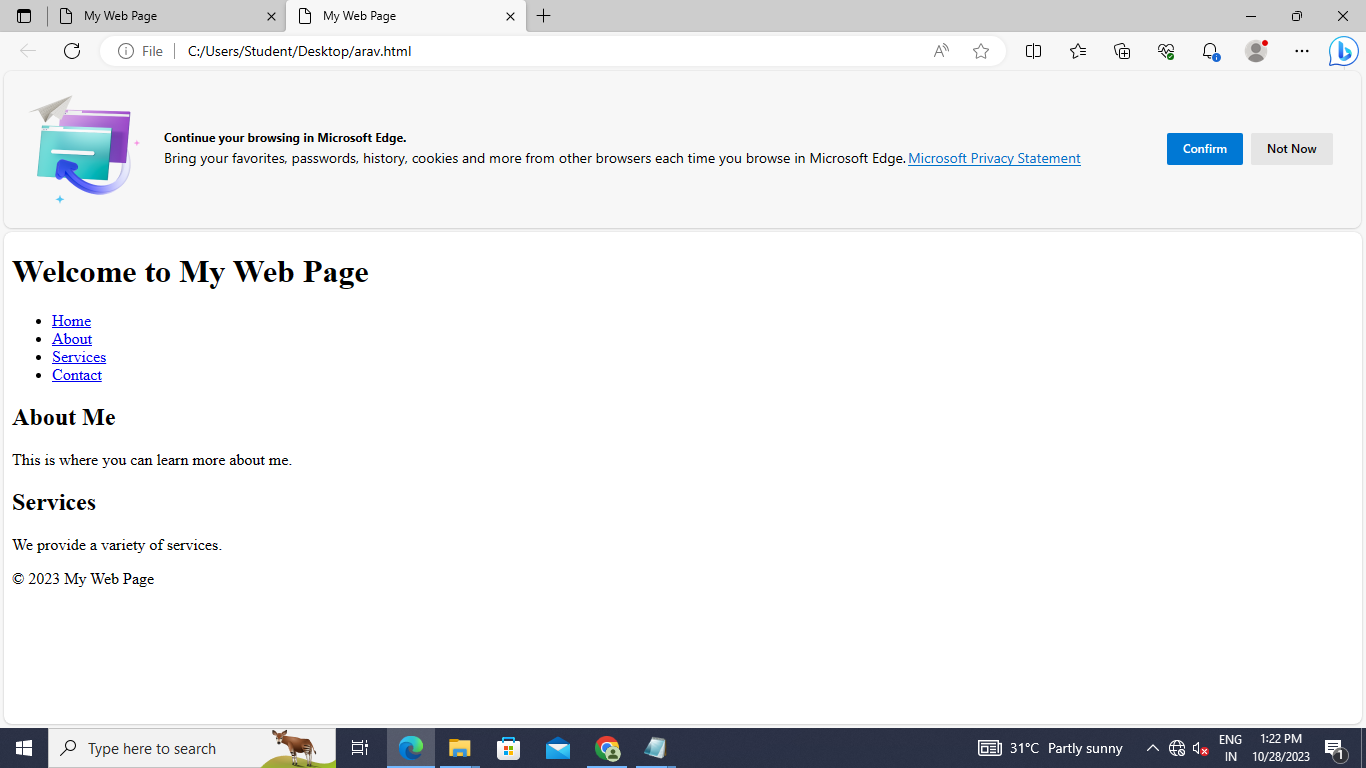 My Web Page
My Web Page
File
C:/Users/Student/Desktop/arav.html
Continue your browsing in Microsoft Edge.
Bring your favorites, passwords, history, cookies and more from other browsers each time you browse in Microsoft Edge. Microsoft Privacy Statement
Confirm
Not Now
Welcome to My Web Page
Home
About
Services
Contact
About Me
This is where you can learn more about me.
Services
We provide a variety of services.
© 2023 My Web Page
Type here to search
31°C Partly sunny
ENG
IN
1:22 PM
10/28/2023
1